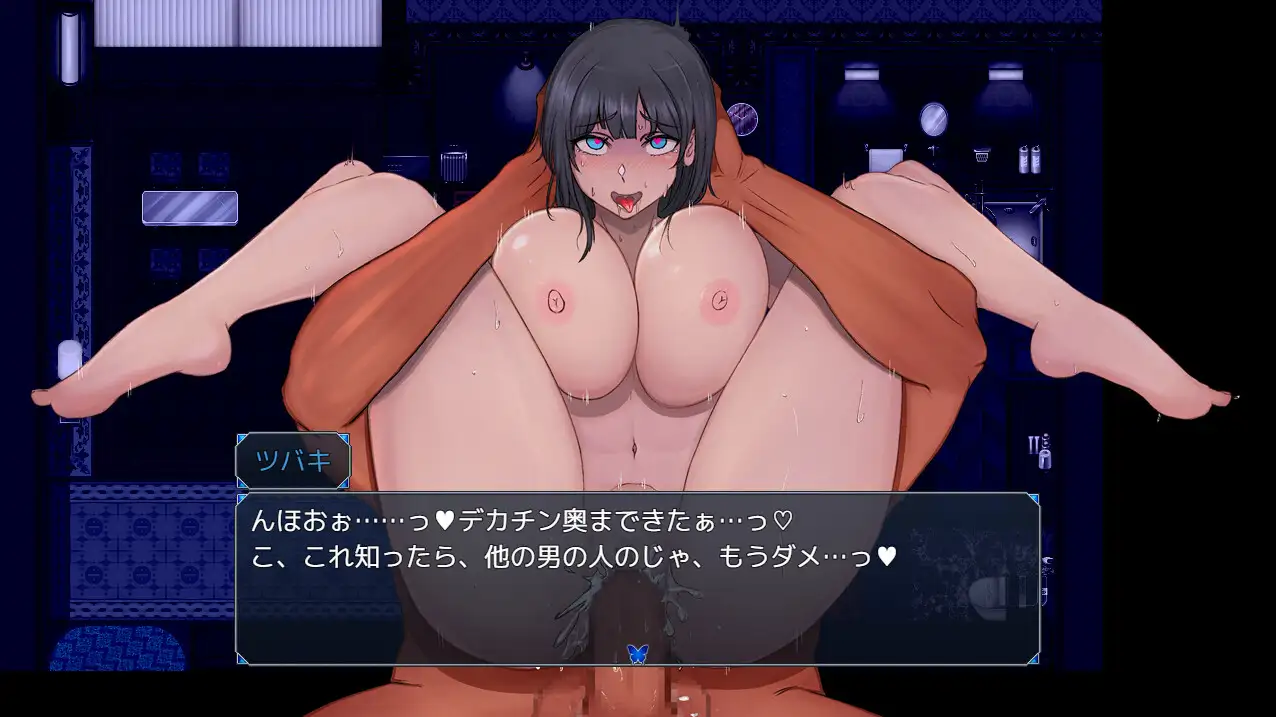 ツバキ
んほおぉ……っ♥デカチン奥まできたぁ…っ♡
こ、これ知ったら、他の男の人のじゃ、もうダメ…っ♥